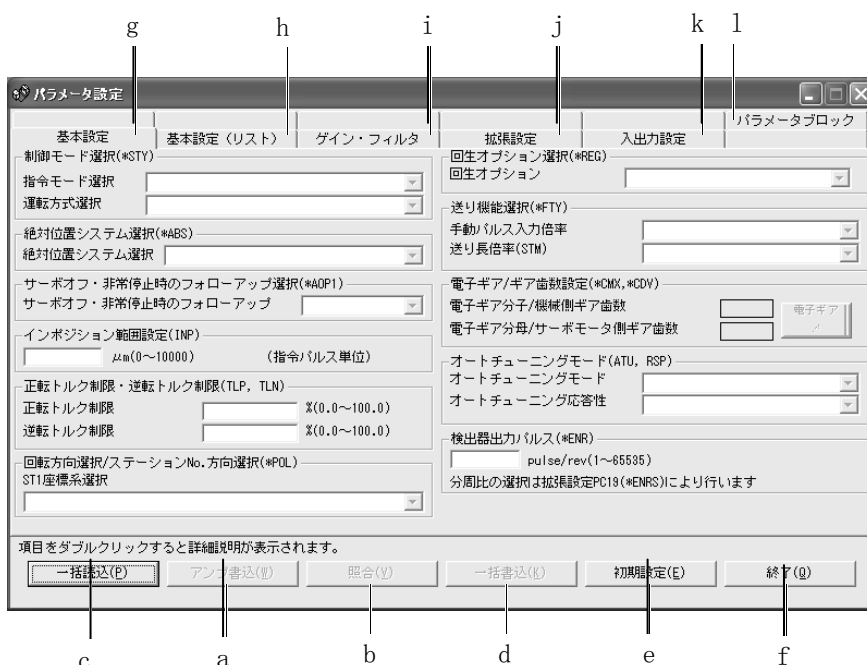 g h i j k l
パラメータ設定
パラメータブロック
基本設定 基本設定（リスト） ゲイン・フィルタ 拡張設定 入出力設定
制御モード選択(*STY)
指令モード選択
運転方式選択
絶対位置システム選択(*ABS)
絶対位置システム選択
サーボオフ・非常停止時のフォローアップ選択(*AOP1)
サーボオフ・非常停止時のフォローアップ
インポジション範囲設定(INP)
μm(0～10000) (指令パルス単位)
正転トルク制限・逆転トルク制限(TLP, TLN)
正転トルク制限 %(0.0～100.0)
逆転トルク制限 %(0.0～100.0)
回転方向選択/ステーションNo.方向選択(*POL)
ST1座標系選択
回生オプション選択(*REG)
回生オプション
送り機能選択(*FTY)
手動パルス入力倍率
送り長倍率(STM)
電子ギア/ギア歯数設定(*CMX,*CDV)
電子ギア分子/機械側ギア歯数
電子ギア分母/サーボモータ側ギア歯数
電子ギア
オートチューニングモード(ATU, RSP)
オートチューニングモード
オートチューニング応答性
検出器出力パルス(*ENR)
pulse/rev(1～65535)
分周比の選択は拡張設定PC19(*ENRS)により行います
項目をダブルクリックすると詳細説明が表示されます。
一括読込(P) アンプ書込(W) 照合(V) 一括書込(K) 初期設定(E) 終了(Q)
c a b d e f